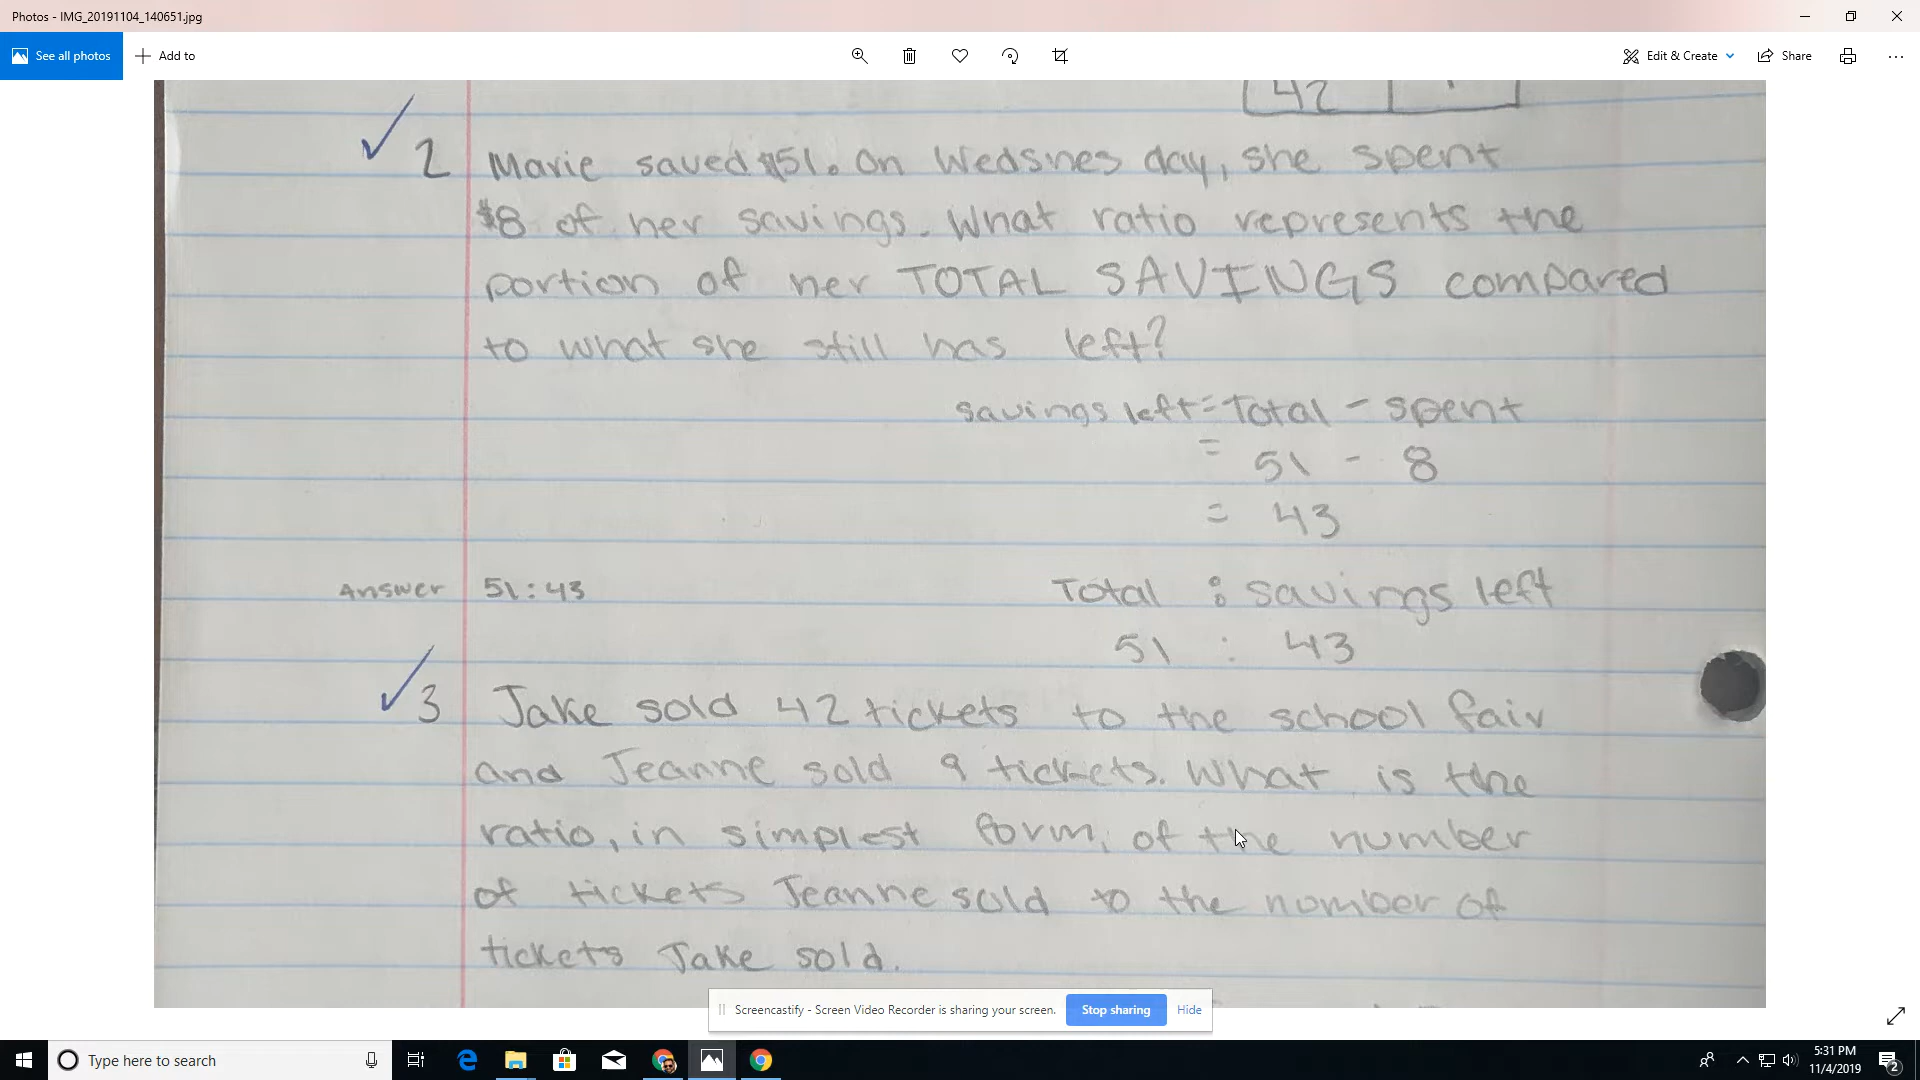 Photos - IMG_20191104_140651.jpg
See all photos
Add to
Edit & Create
Share
42
2 Marie saved $51. On Wedsines day, she spent
$8 of her savings. What ratio represents the
portion of her TOTAL SAVINGS compared
to what she still has left?
savings left = Total - spent
= 51 - 8
= 43
Answer 51:43
Total : savings left
51 : 43
3 Jake sold 42 tickets to the school fair
and Jeanne sold 9 tickets. What is the
ratio, in simplest form, of the number
of tickets Jeanne sold to the number of
tickets Jake sold.
Screencastify - Screen Video Recorder is sharing your screen.
Stop sharing
Hide
Type here to search
5:31 PM
11/4/2019
2